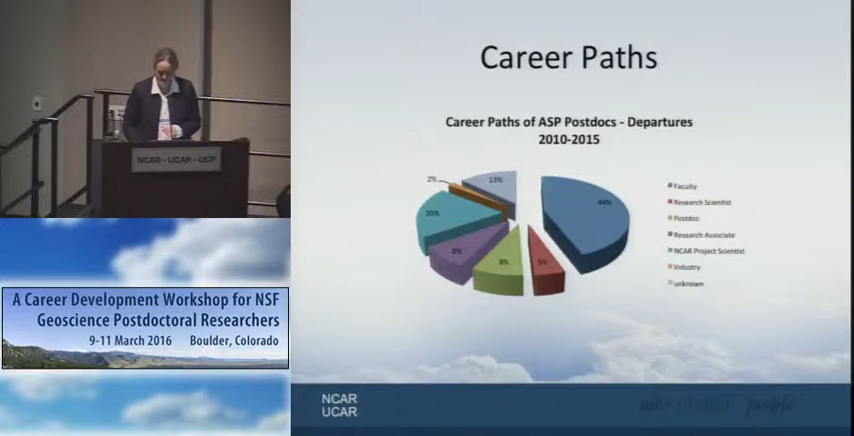 NCAR - UCAR - UCP
A Career Development Workshop for NSF
Geoscience Postdoctoral Researchers
9-11 March 2016 Boulder, Colorado
Career Paths
Career Paths of ASP Postdocs - Departures
2010-2015
2%
13%
44%
20%
8%
8%
5%
Faculty
Research Scientist
Postdoc
Research Associate
NCAR Project Scientist
Industry
unknown
NCAR
UCAR
people